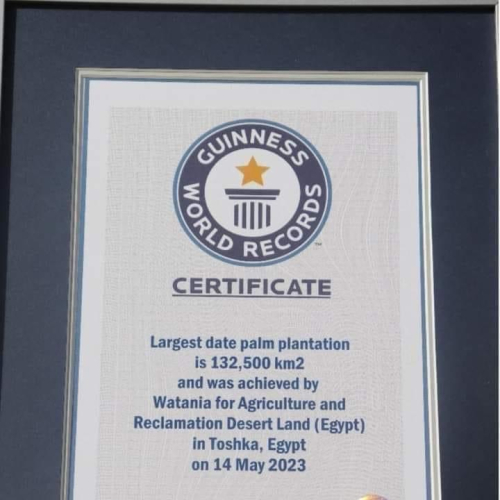 GUINNESS
WORLD RECORDS
™
CERTIFICATE
Largest date palm plantation
is 132,500 km2
and was achieved by
Watania for Agriculture and
Reclamation Desert Land (Egypt)
in Toshka, Egypt
on 14 May 2023